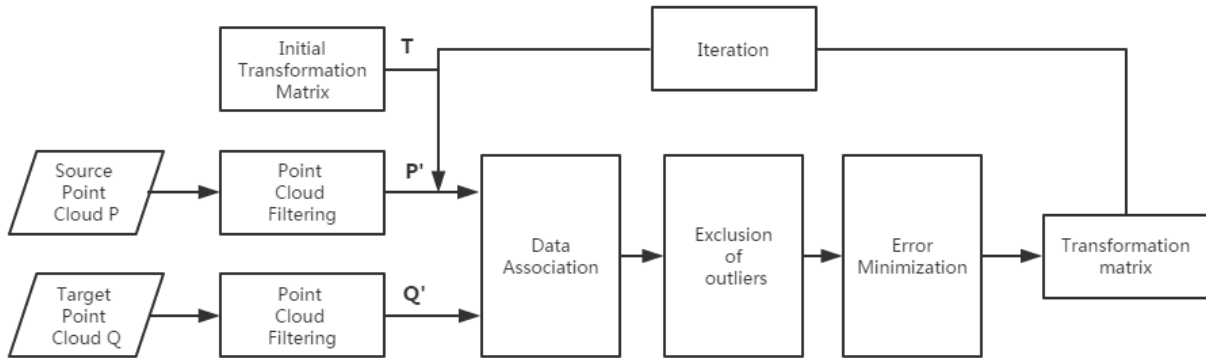 Initial
Transformation
Matrix
T
Iteration
Source
Point
Cloud P
Point
Cloud
Filtering
P'
Target
Point
Cloud Q
Point
Cloud
Filtering
Q'
Data
Association
Exclusion
of
outliers
Error
Minimization
Transformation
matrix